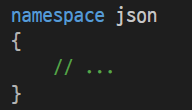 namespace json
{
    // ...
}